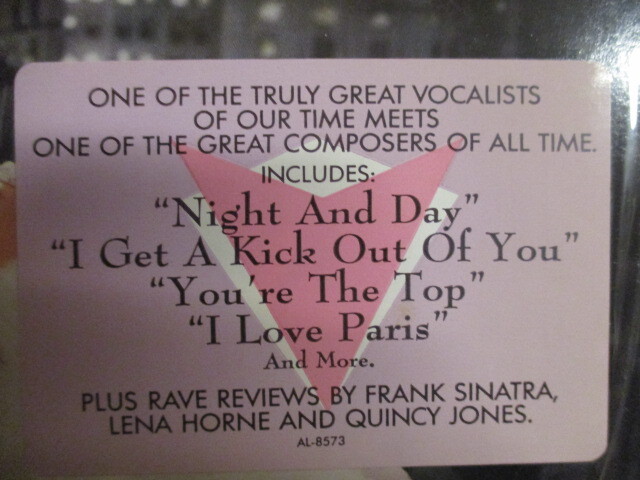 ONE OF THE TRULY GREAT VOCALISTS
OF OUR TIME MEETS
ONE OF THE GREAT COMPOSERS OF ALL TIME.
INCLUDES:
“Night And Day”
“I Get A Kick Out Of You”
“You're The Top”
“I Love Paris”
And More.
PLUS RAVE REVIEWS BY FRANK SINATRA,
LENA HORNE AND QUINCY JONES.
AL-8573